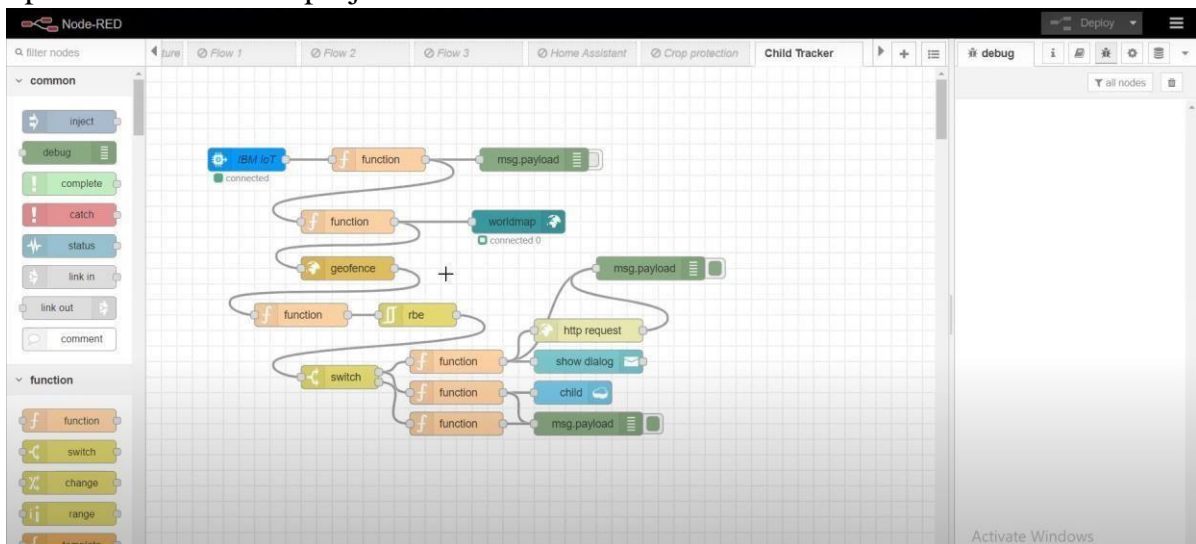 Node-RED
Deploy
filter nodes
ture
Flow 1
Flow 2
Flow 3
Home Assistant
Crop protection
Child Tracker
debug
i
all nodes
common
inject
debug
complete
catch
status
link in
link out
comment
function
function
switch
change
range
template
IBM IoT
connected
function
msg.payload
function
worldmap
connected 0
geofence
msg.payload
function
rbe
http request
function
show dialog
switch
function
child
function
msg.payload
Activate Windows